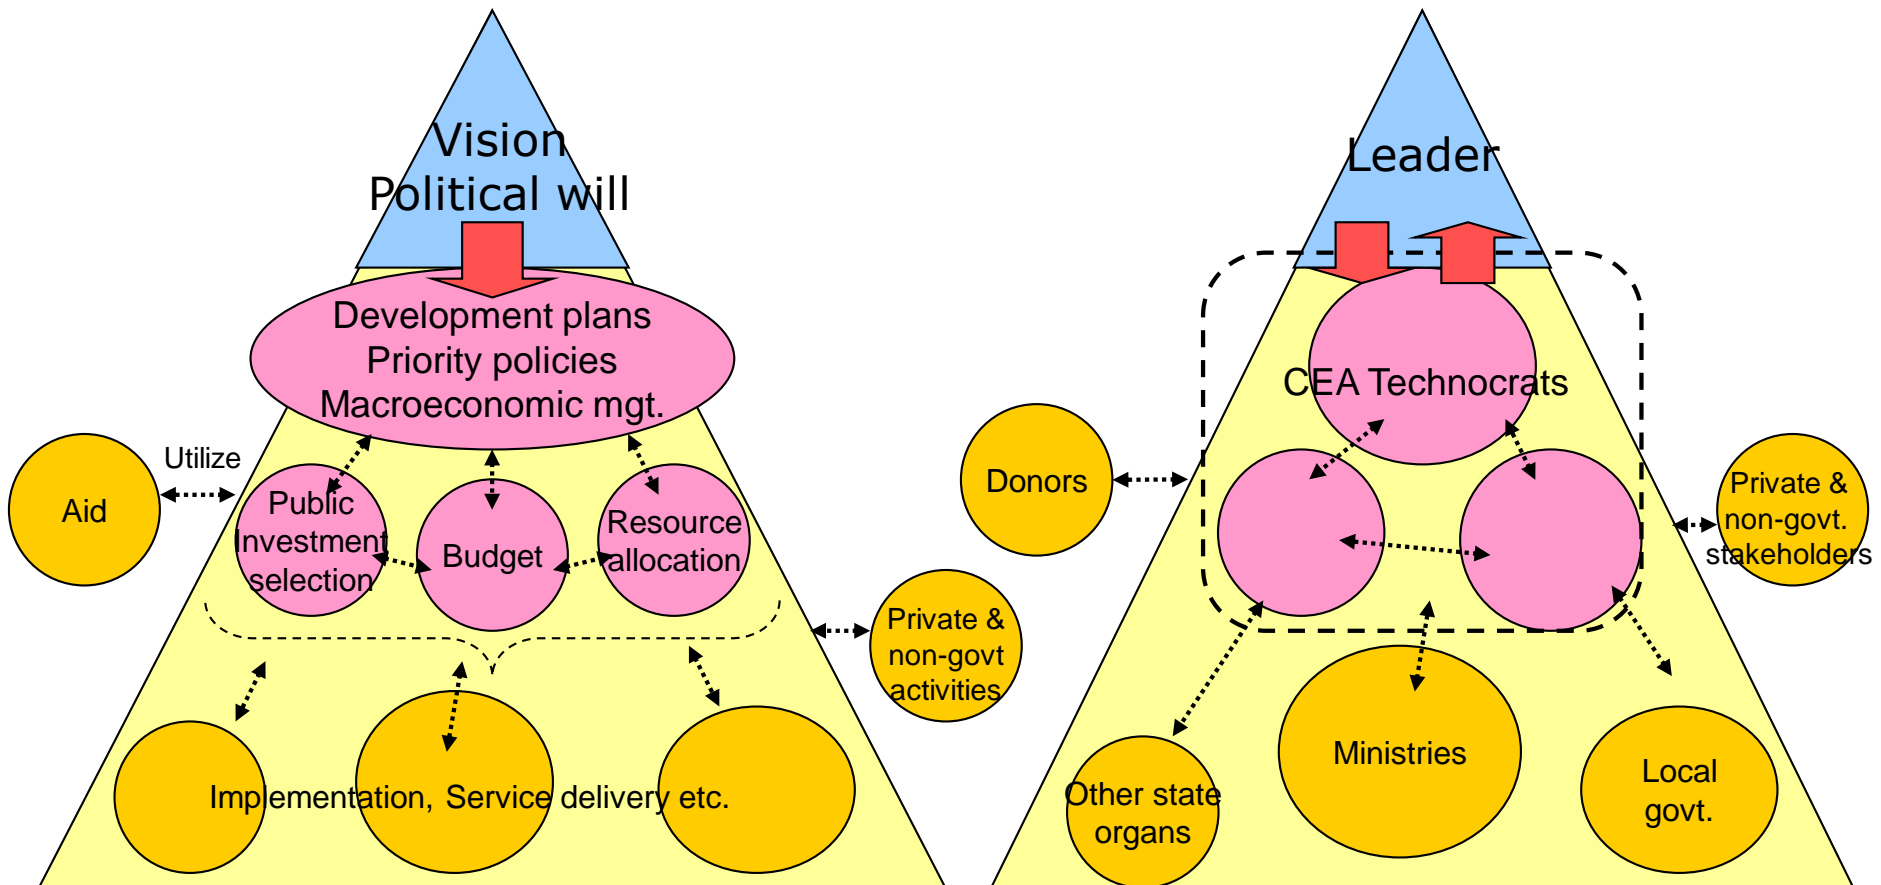 Vision
Political will
Development plans
Priority policies
Macroeconomic mgt.
Utilize
Aid
Public
Investment
selection
Budget
Resource
allocation
Private &
non-govt
activities
Implementation, Service delivery etc.
Leader
CEA Technocrats
Donors
Private &
non-govt.
stakeholders
Other state
organs
Ministries
Local
govt.